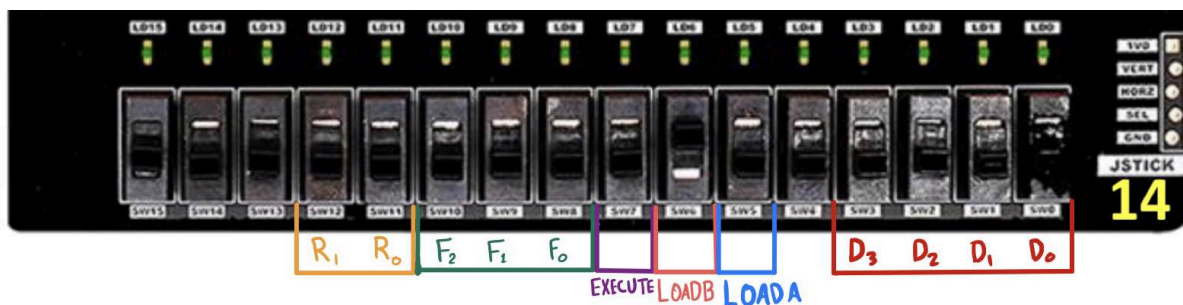 LD15 LD14 LD13 LD12 LD11 LD10 LD9 LD8 LD7 LD6 LD5 LD4 LD3 LD2 LD1 LD0
3V0
VERT
HORZ
SEL
GND
JSTICK
14
SW15 SW14 SW13 SW12 SW11 SW10 SW9 SW8 SW7 SW6 SW5 SW4 SW3 SW2 SW1 SW0
R₁ R₀ F₂ F₁ F₀ D₃ D₂ D₁ D₀
EXECUTE LOADB LOADA